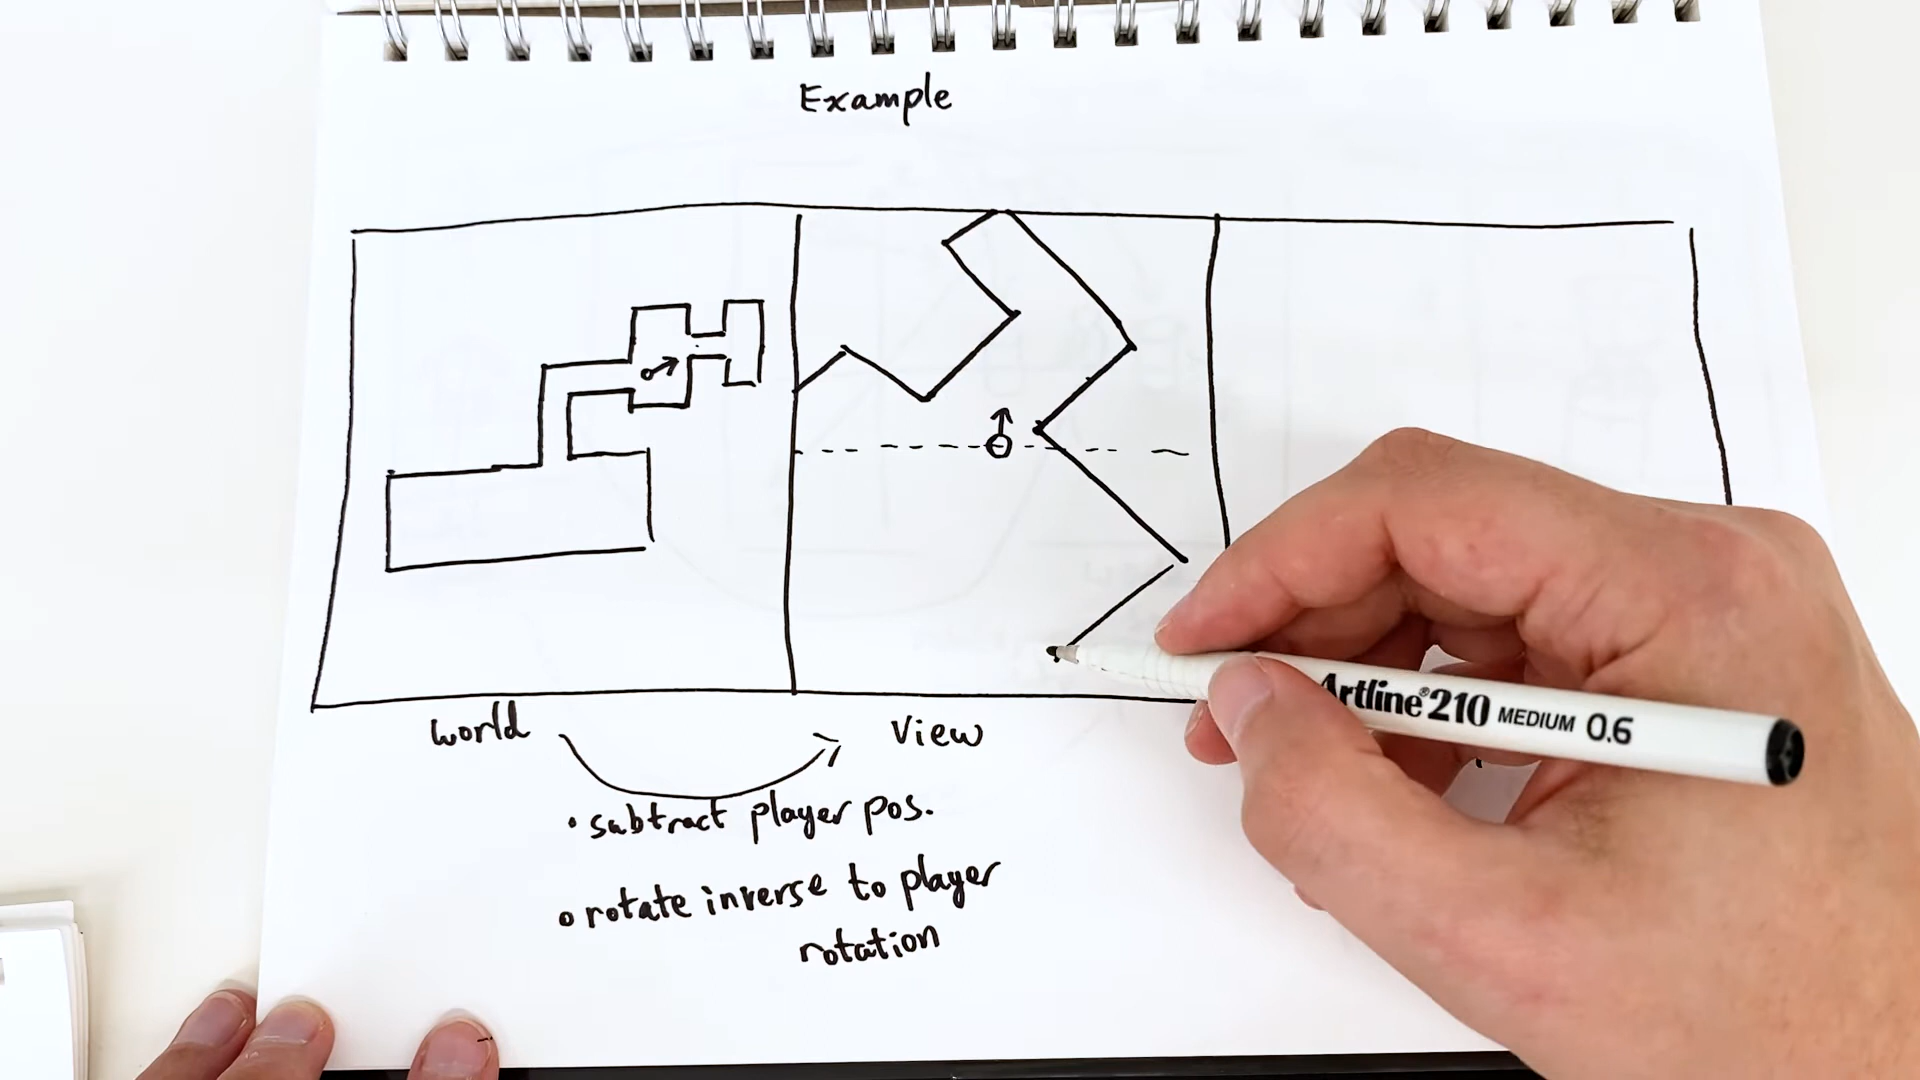 Example
World
View
• subtract player pos.
• rotate inverse to player
rotation
Artline®210 MEDIUM 0.6